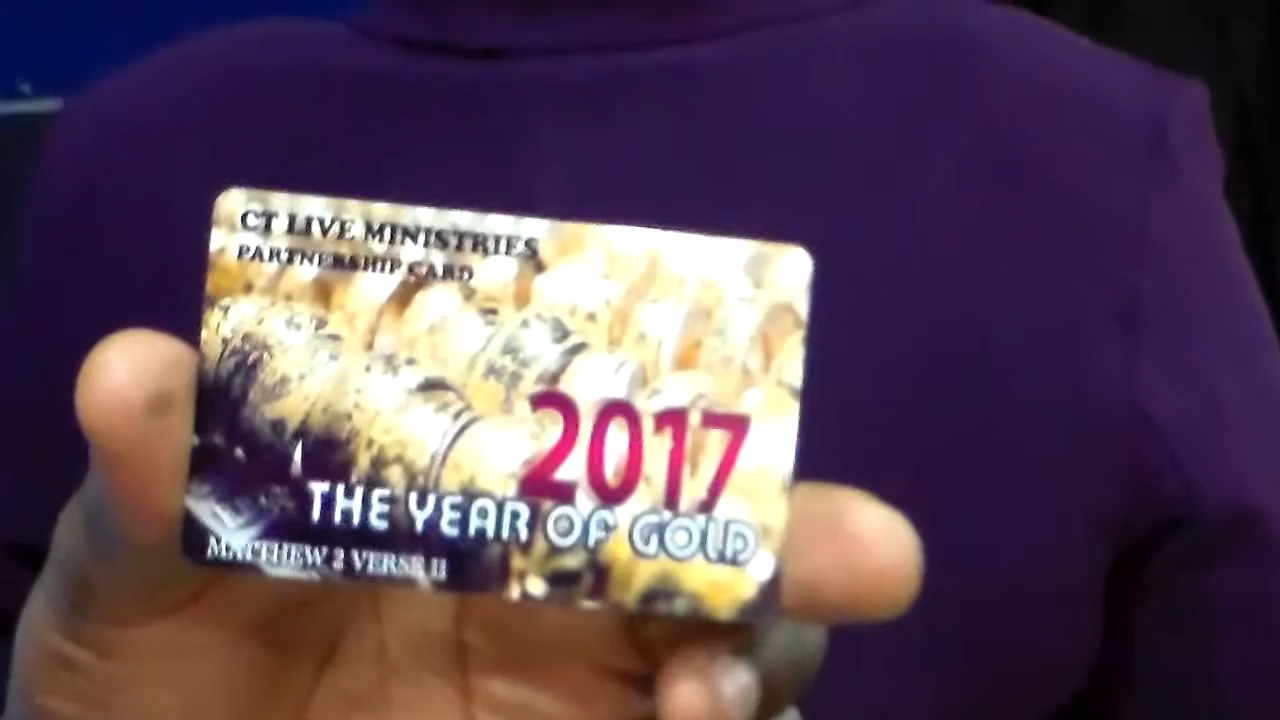 CT LIVE MINISTRIES
PARTNERSHIP CARD
2017
THE YEAR OF GOLD
MATTHEW 2 VERSE 11